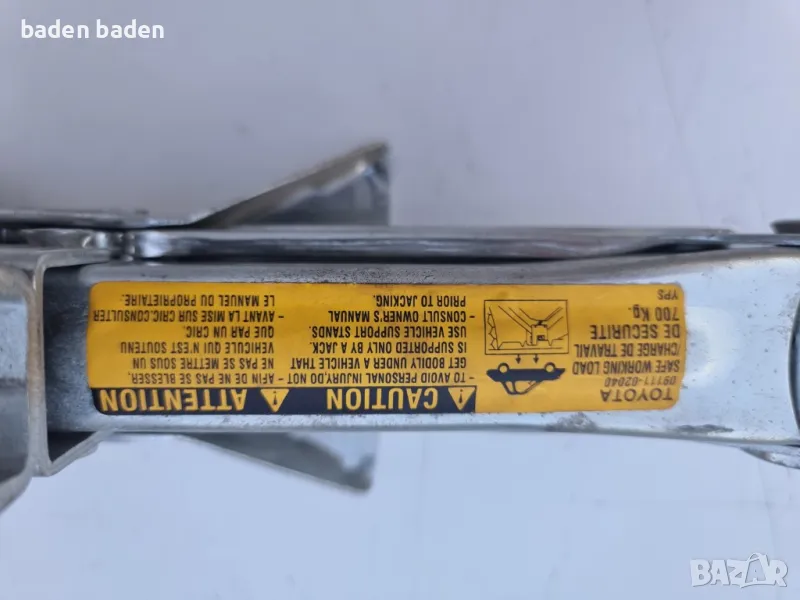 baden baden
TOYOTA
09111-02040
SAFE WORKING LOAD
/CHARGE DE TRAVAIL
DE SÉCURITÉ
700 Kg.
YPS
CAUTION
- TO AVOID PERSONAL INJURY,DO NOT
GET BODILY UNDER A VEHICLE THAT
IS SUPPORTED ONLY BY A JACK.
USE VEHICLE SUPPORT STANDS.
- CONSULT OWNER'S MANUAL
PRIOR TO JACKING.
ATTENTION
- AFIN DE NE PAS SE BLESSER,
NE PAS SE METTRE SOUS UN
VEHICULE QUI N'EST SOUTENU
QUE PAR UN CRIC.
- AVANT LA MISE SUR CRIC,CONSULTER
LE MANUEL DU PROPRIETAIRE.
BAZAR